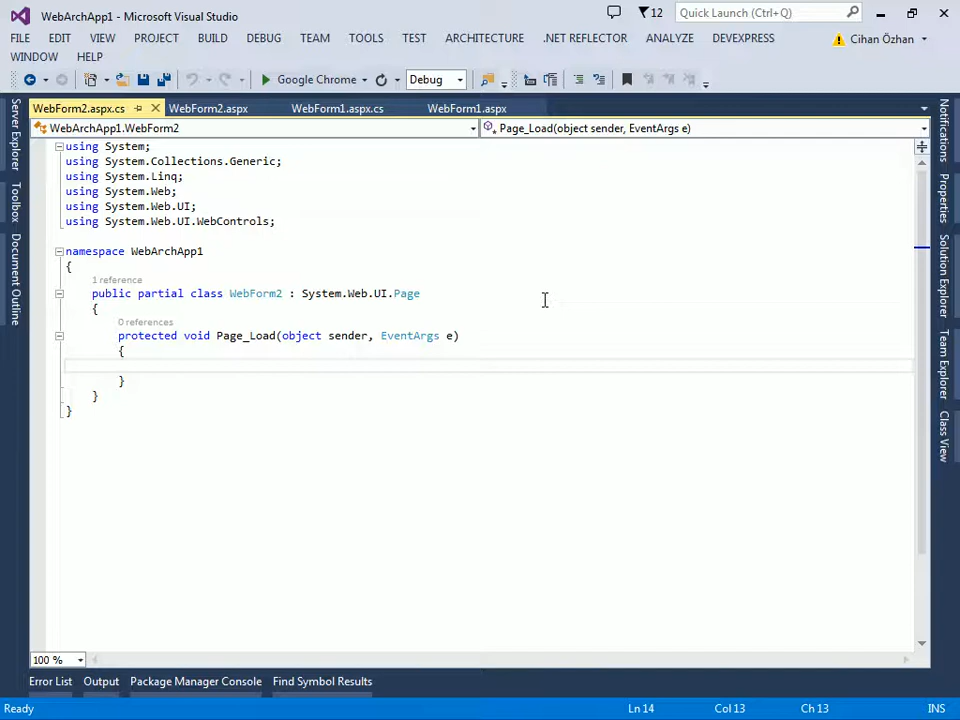 WebArchApp1 - Microsoft Visual Studio
12
Quick Launch (Ctrl+Q)
FILE EDIT VIEW PROJECT BUILD DEBUG TEAM TOOLS TEST ARCHITECTURE .NET REFLECTOR ANALYZE DEVEXPRESS Cihan Özhan
WINDOW HELP
Google Chrome Debug
WebForm2.aspx.cs WebForm2.aspx WebForm1.aspx.cs WebForm1.aspx
WebArchApp1.WebForm2 Page_Load(object sender, EventArgs e)
using System;
using System.Collections.Generic;
using System.Linq;
using System.Web;
using System.Web.UI;
using System.Web.UI.WebControls;
namespace WebArchApp1
{
1 reference
public partial class WebForm2 : System.Web.UI.Page
{
0 references
protected void Page_Load(object sender, EventArgs e)
{
}
}
}
Server Explorer
Toolbox
Document Outline
Notifications
Properties
Solution Explorer
Team Explorer
Class View
100 %
Error List Output Package Manager Console Find Symbol Results
Ready Ln 14 Col 13 Ch 13 INS